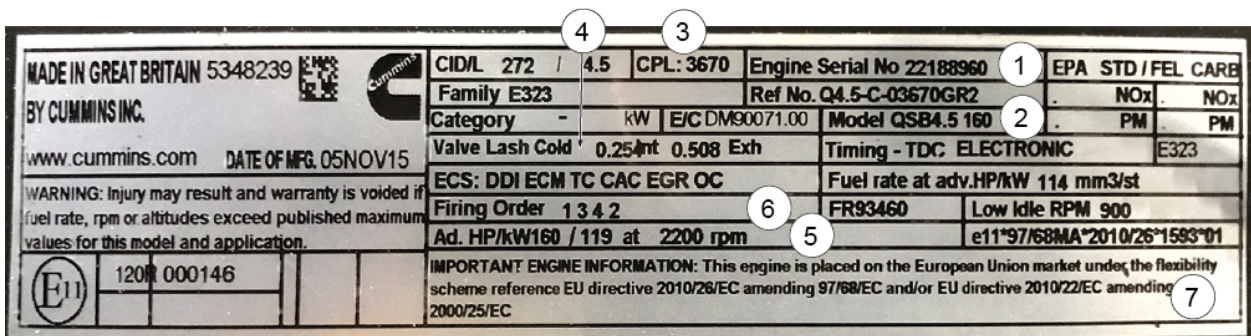 MADE IN GREAT BRITAIN 5348239
BY CUMMINS INC.
www.cummins.com DATE OF MFG. 05NOV15
WARNING: Injury may result and warranty is voided if
fuel rate, rpm or altitudes exceed published maximum
values for this model and application.
E11 120R 000146
Cummins
4
3
CID/L 272 / 4.5 CPL: 3670 Engine Serial No 22188960 1 EPA STD / FEL CARB
Family E323 Ref No. Q4.5-C-03670GR2 . NOx . NOx
Category - kW E/C DM90071.00 Model QSB4.5 160 2 . PM . PM
Valve Lash Cold 0.254nt 0.508 Exh Timing - TDC ELECTRONIC E323
ECS: DDI ECM TC CAC EGR OC Fuel rate at adv.HP/kW 114 mm3/st
Firing Order 1 3 4 2 6 FR93460 Low Idle RPM 900
Ad. HP/kW160 / 119 at 2200 rpm 5 e11*97/68MA*2010/26*1593*01
IMPORTANT ENGINE INFORMATION: This engine is placed on the European Union market under the flexibility
scheme reference EU directive 2010/26/EC amending 97/68/EC and/or EU directive 2010/22/EC amending 7
2000/25/EC